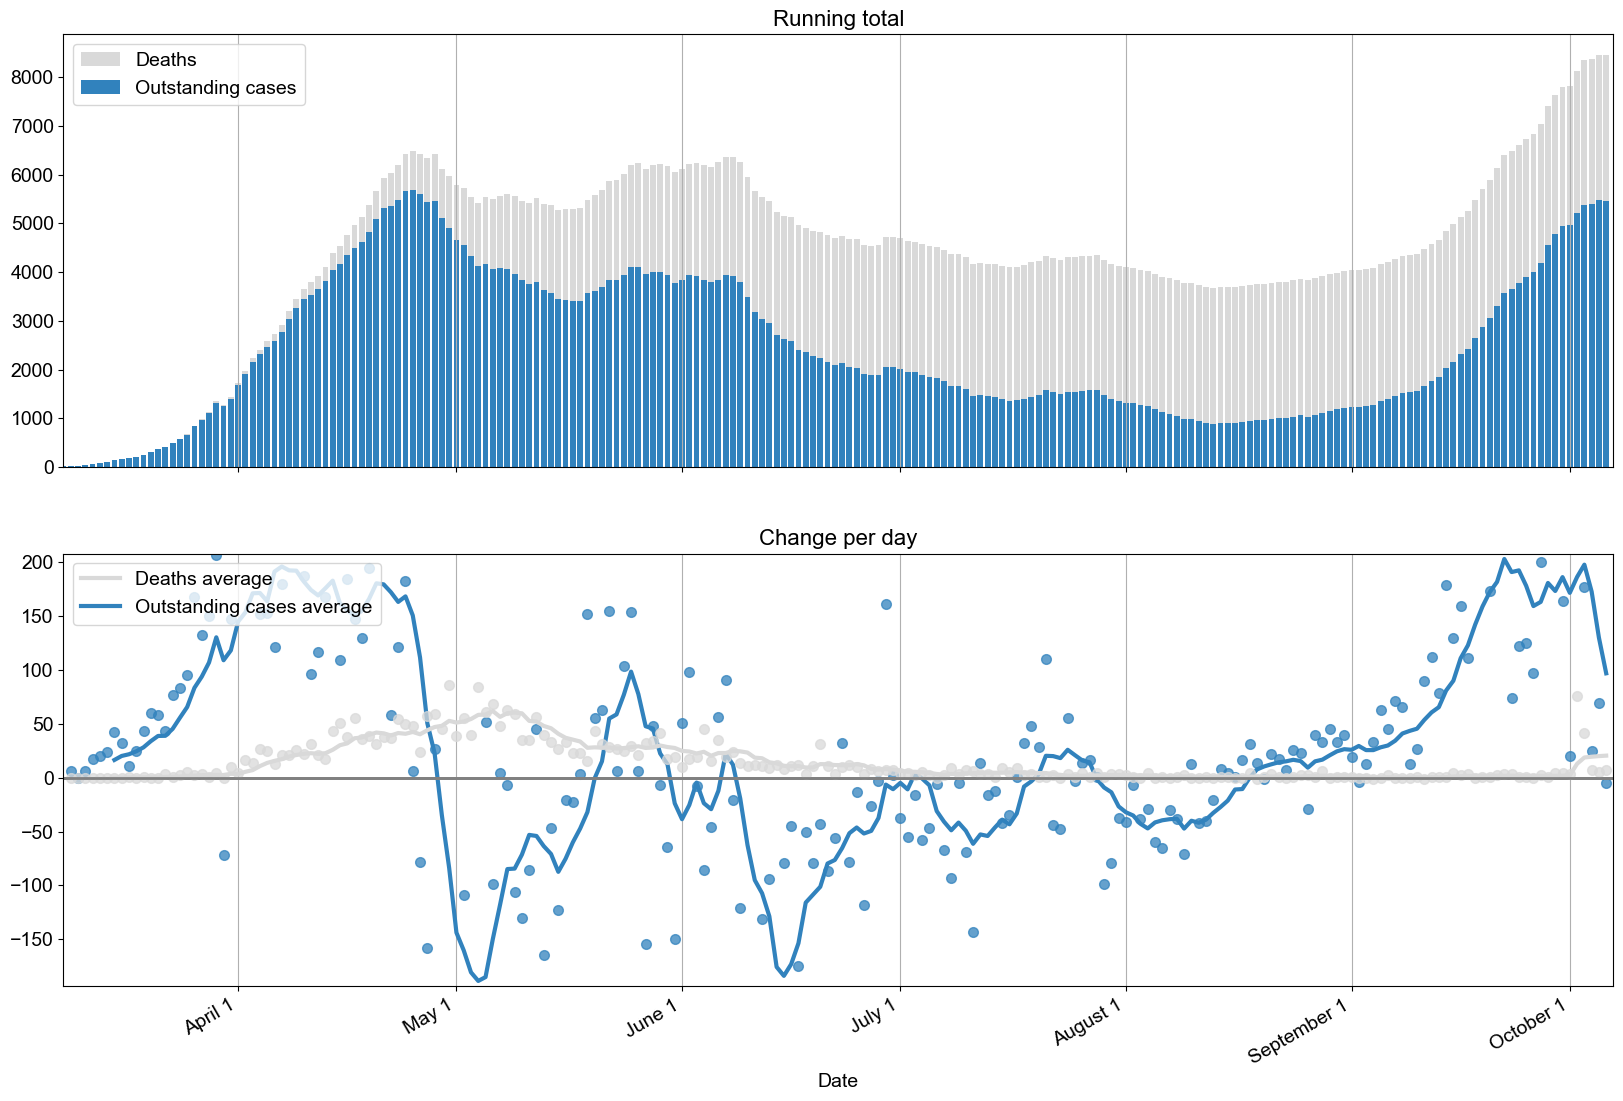 Running total
Deaths
Outstanding cases
8000
7000
6000
5000
4000
3000
2000
1000
0
Change per day
Deaths average
Outstanding cases average
200
150
100
50
0
−50
−100
−150
April 1
May 1
June 1
July 1
August 1
September 1
October 1
Date